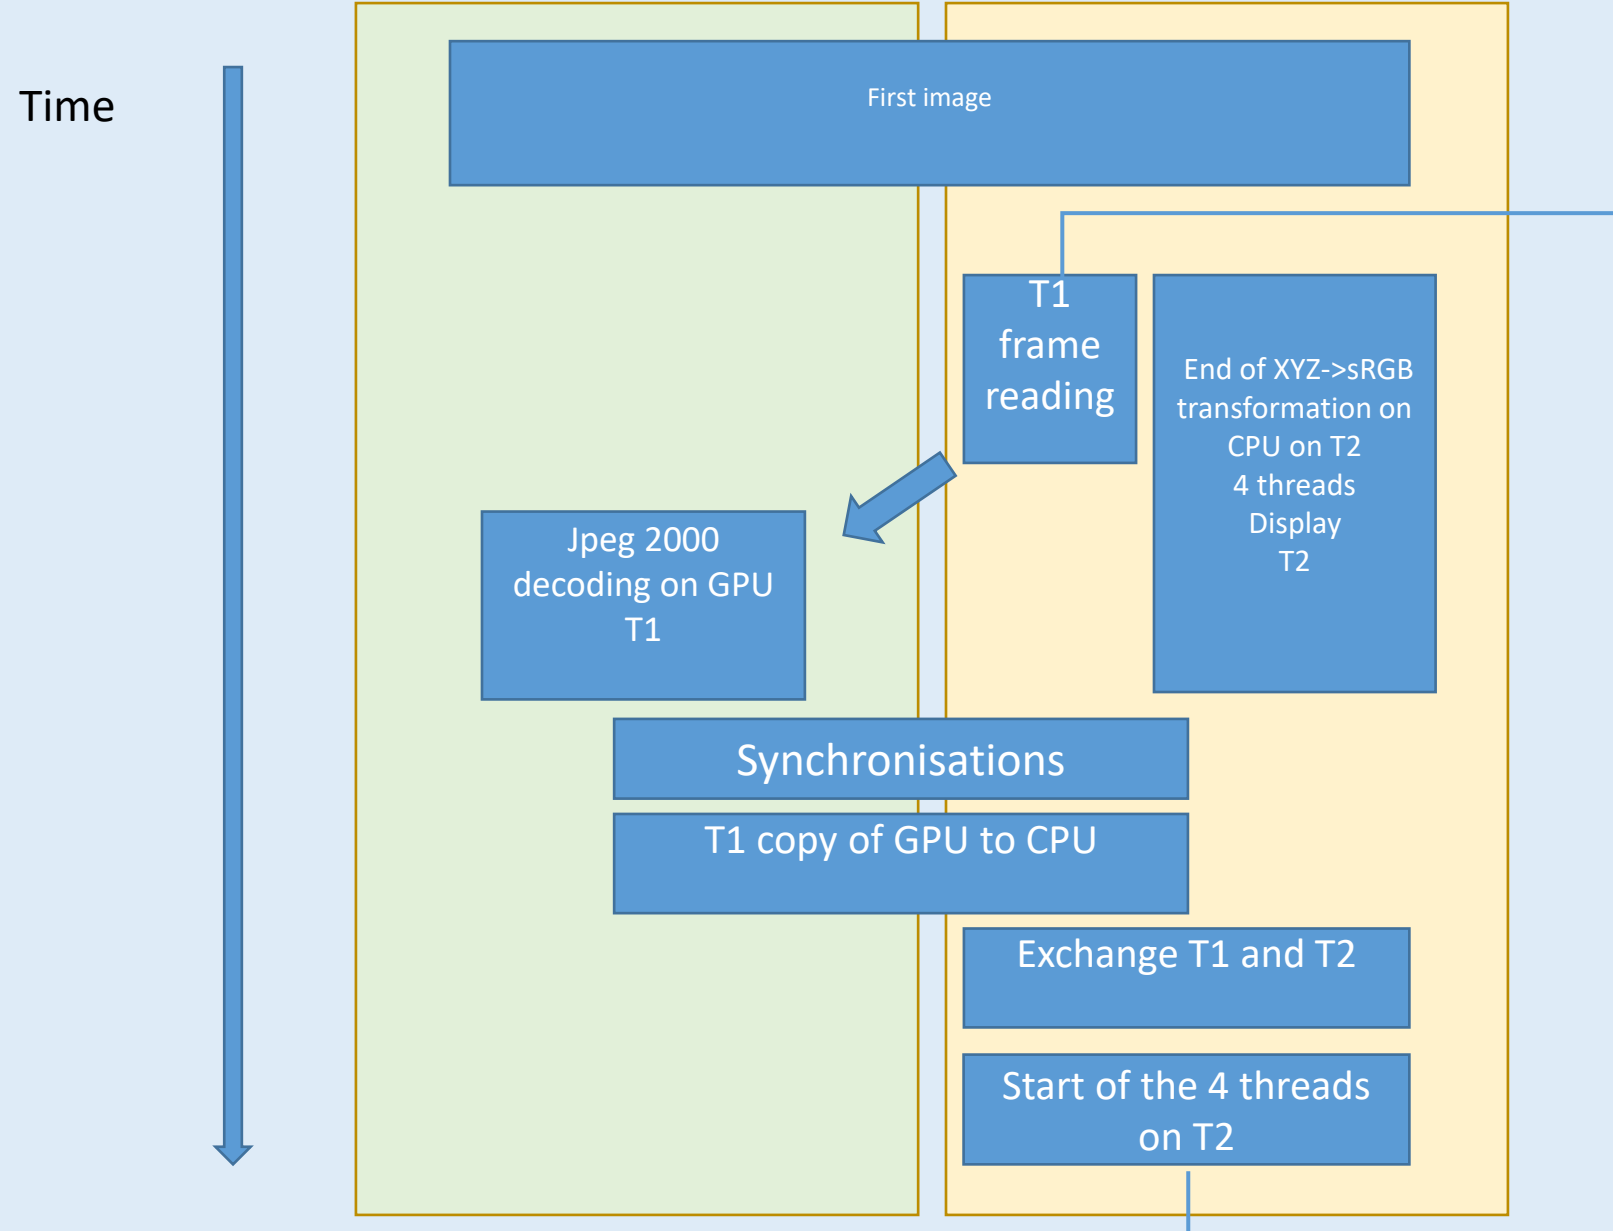 Time
First image
T1
frame
reading
End of XYZ->sRGB
transformation on
CPU on T2
4 threads
Display
T2
Jpeg 2000
decoding on GPU
T1
Synchronisations
T1 copy of GPU to CPU
Exchange T1 and T2
Start of the 4 threads
on T2